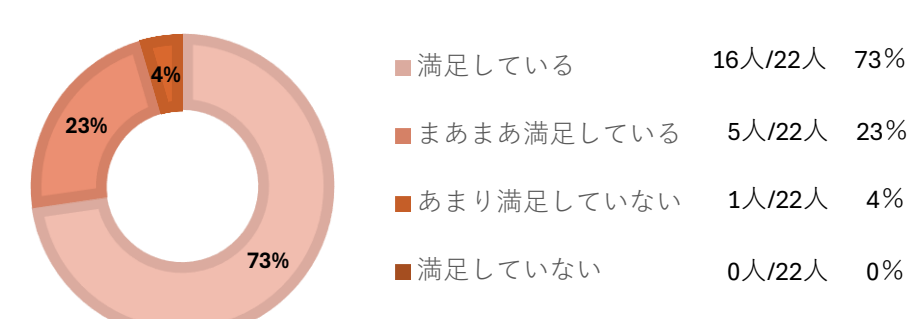 4%
23%
73%
満足している 16人/22人 73%
まあまあ満足している 5人/22人 23%
あまり満足していない 1人/22人 4%
満足していない 0人/22人 0%